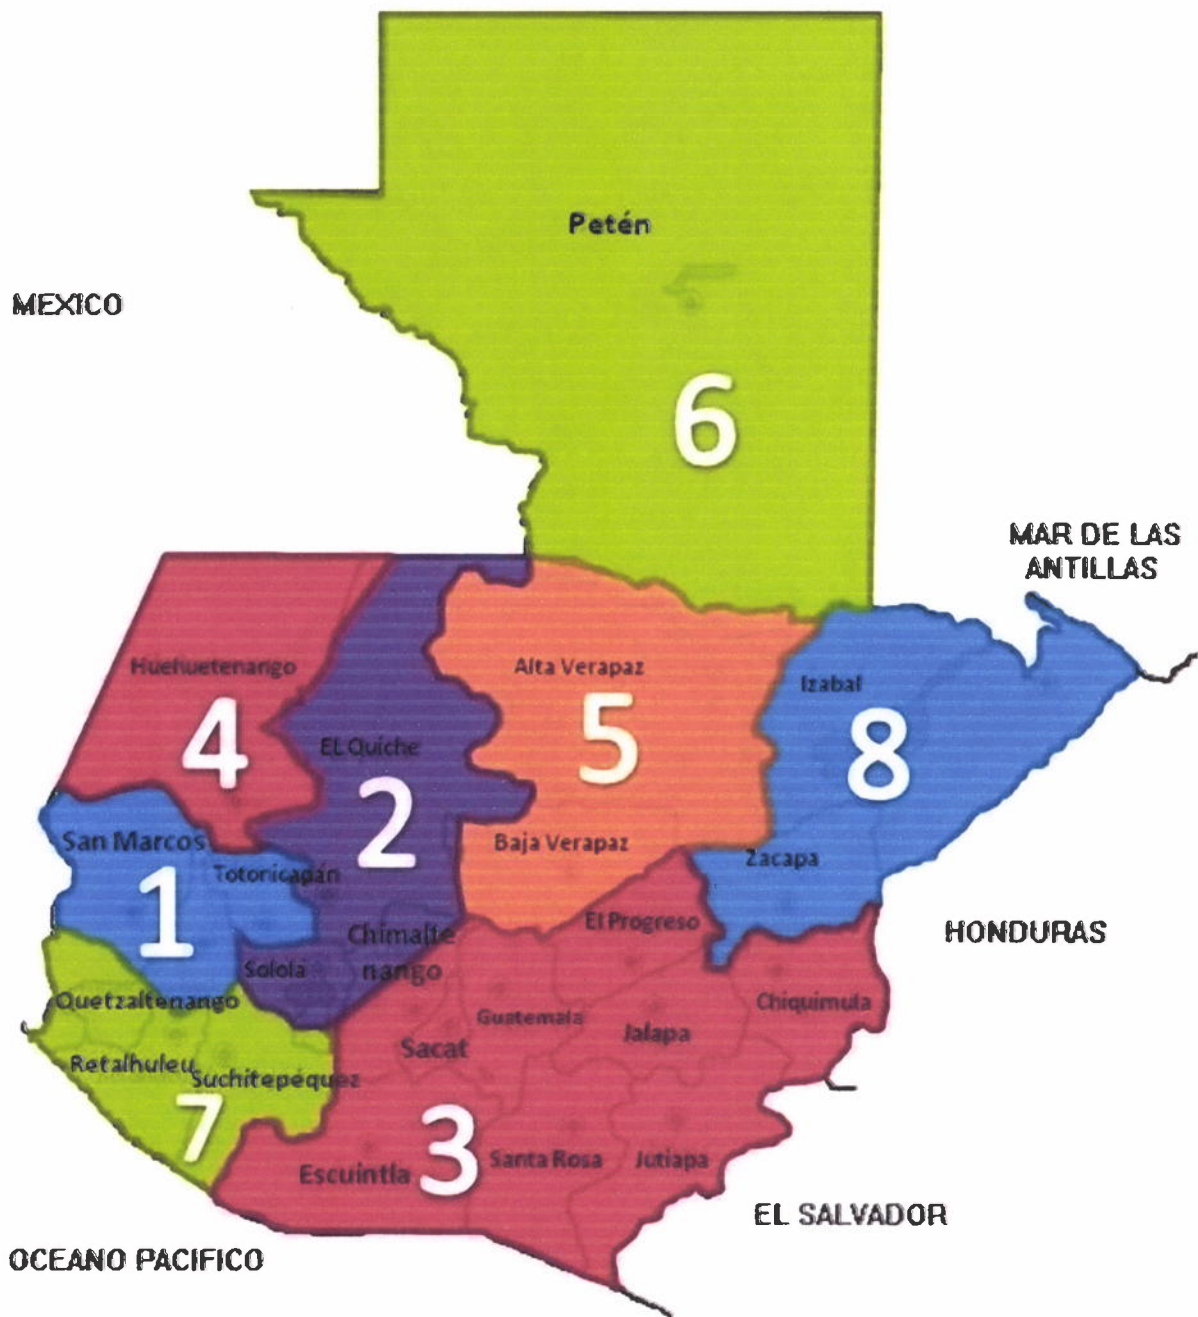 Petén
MEXICO
6
MAR DE LAS
ANTILLAS
Huehuetenango
Alta Verapaz
Izabal
4
5
8
EL Quiche
2
San Marcos
Baja Verapaz
Zacapa
Totonicapán
1
El Progreso
Chimalte
nango
HONDURAS
Solola
Quetzaltenango
Chiquimula
Guatemala
Jalapa
Sacat
Retalhuleu
Suchitepéquez
7
3
Escuintla
Santa Rosa
Jutiapa
EL SALVADOR
OCEANO PACIFICO